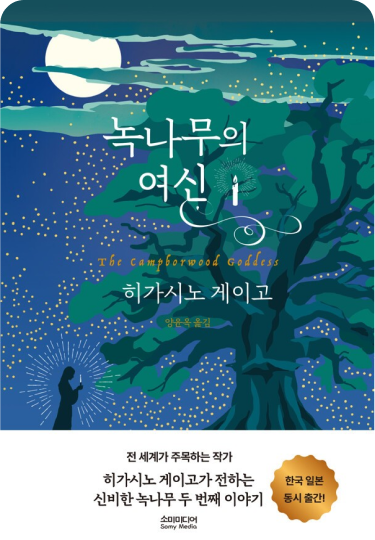 녹나무의
여신
The Camphorwood Goddess
히가시노 게이고
양윤옥 옮김
전 세계가 주목하는 작가
히가시노 게이고가 전하는
신비한 녹나무 두 번째 이야기
한국 일본
동시 출간!
소미미디어
Somy Media